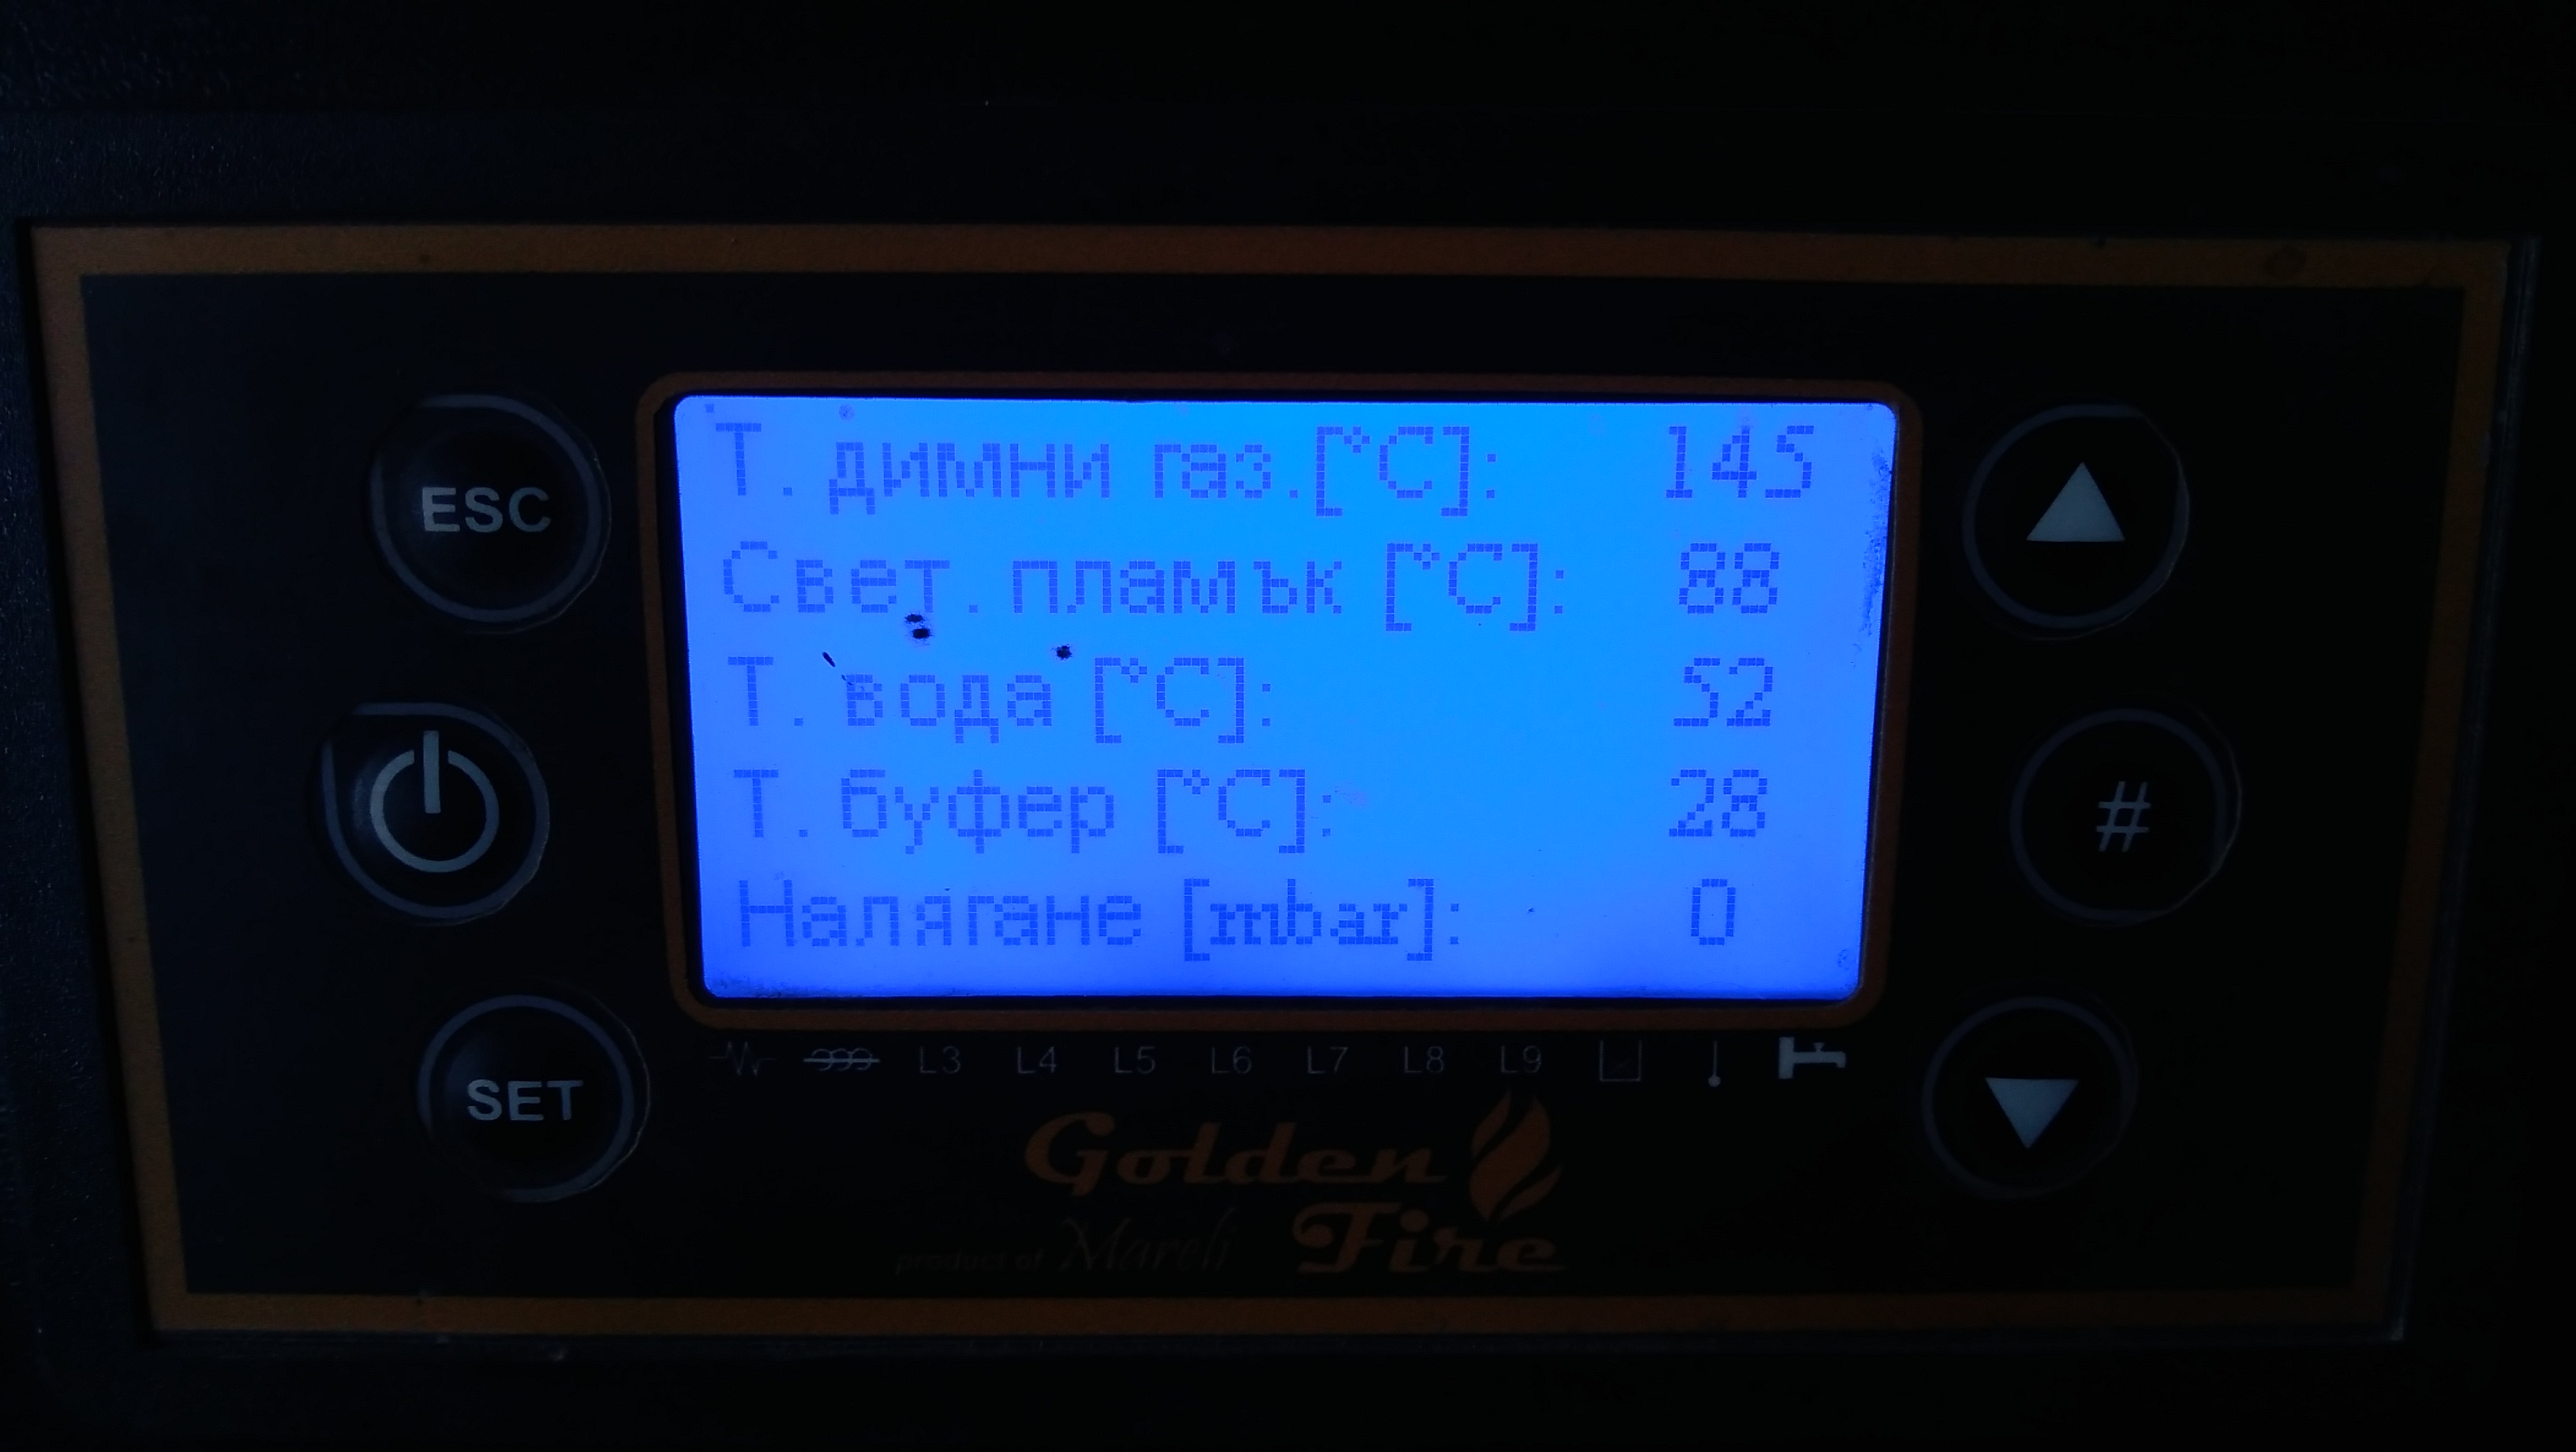 Т. димни газ.[°C]: 145
Свет. пламък [°C]: 88
Т. вода [°C]: 52
Т. буфер [°C]: 28
Налягане [mbar]: 0
ESC
SET
#
L3 L4 L5 L6 L7 L8 L9
Golden
Fire
product of Mareli